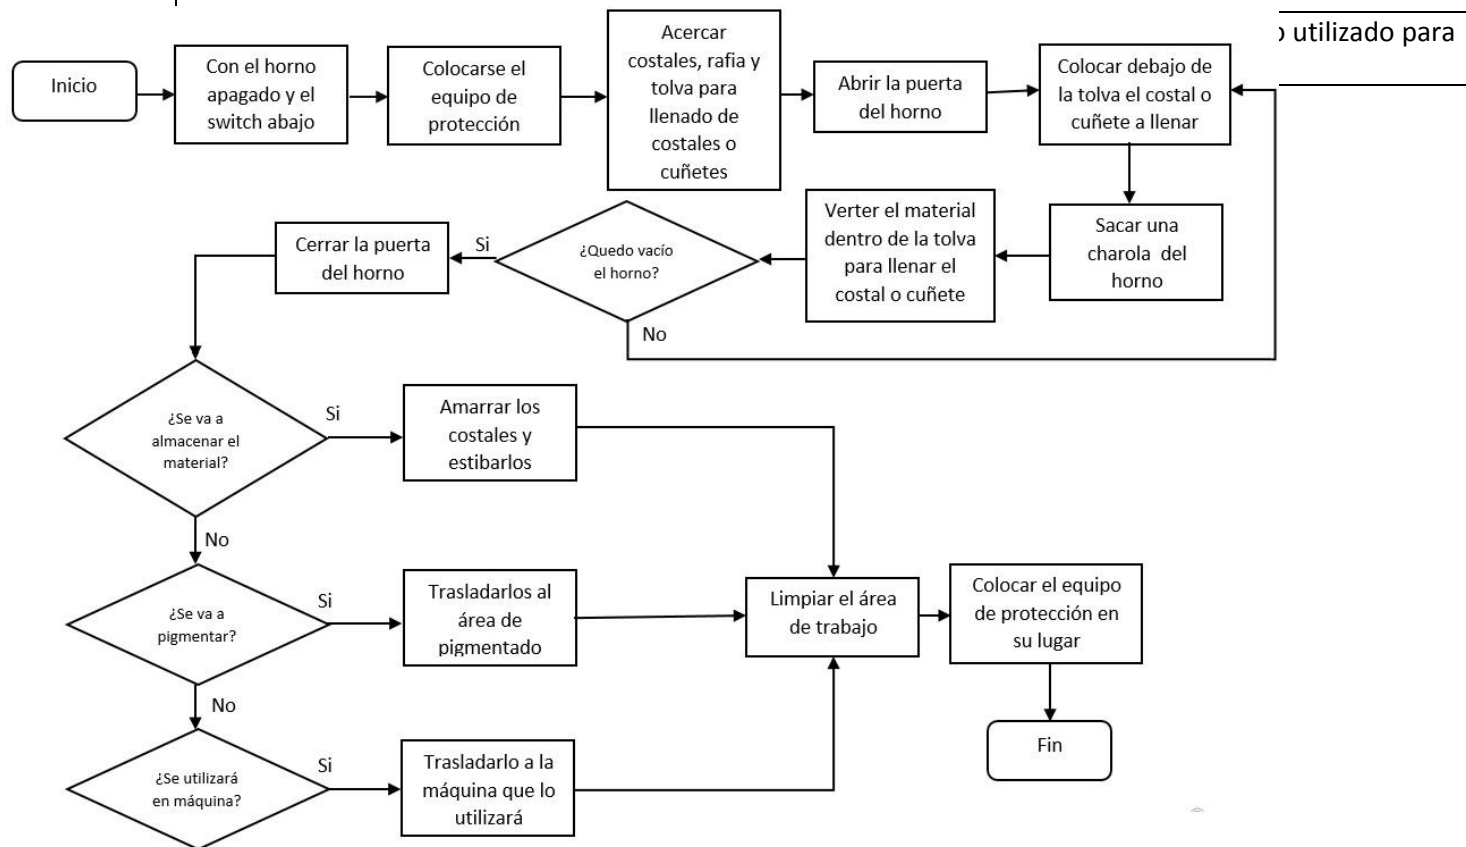 o utilizado para
Inicio
Con el horno
apagado y el
switch abajo
Colocarse el
equipo de
protección
Acercar
costales, rafia y
tolva para
llenado de
costales o
cuñetes
Abrir la puerta
del horno
Colocar debajo de
la tolva el costal o
cuñete a llenar
Sacar una
charola del
horno
Verter el material
dentro de la tolva
para llenar el
costal o cuñete
¿Quedo vacío
el horno?
Si
No
Cerrar la puerta
del horno
¿Se va a
almacenar el
material?
Si
Amarrar los
costales y
estibarlos
No
¿Se va a
pigmentar?
Si
Trasladarlos al
área de
pigmentado
Limpiar el área
de trabajo
Colocar el equipo
de protección en
su lugar
No
¿Se utilizará
en máquina?
Si
Trasladarlo a la
máquina que lo
utilizará
Fin